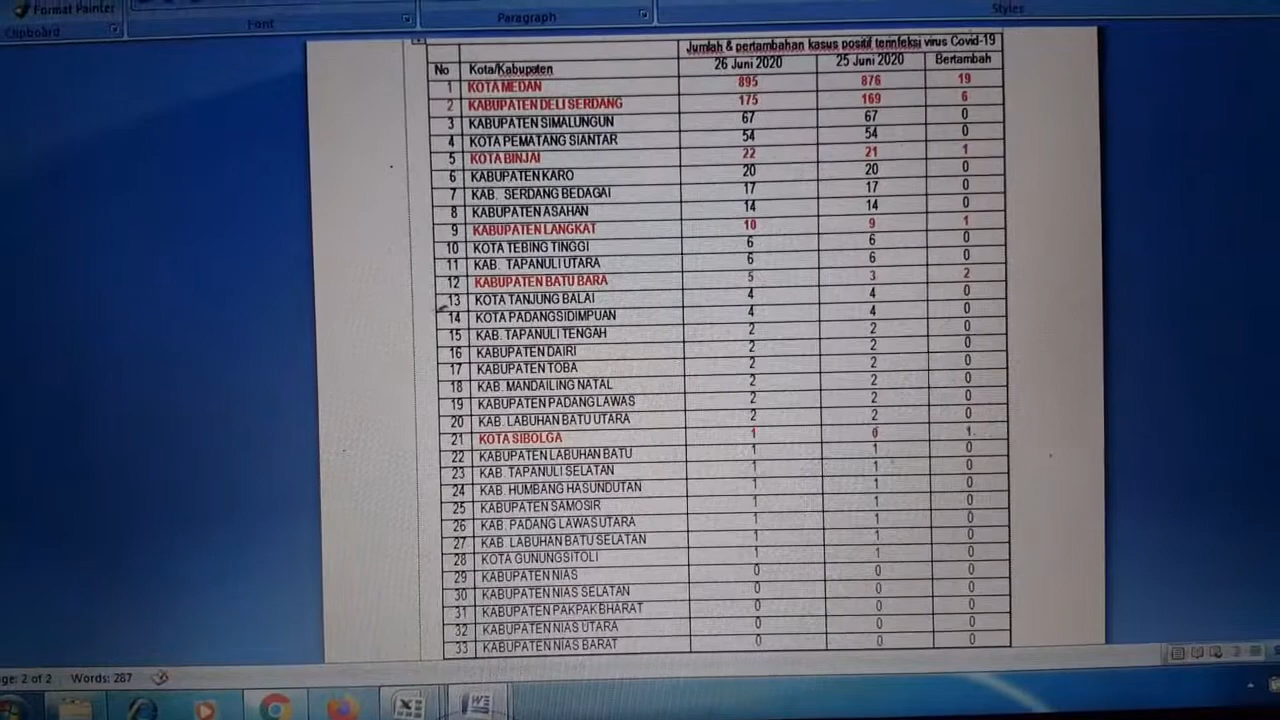 Format Painter
Clipboard
Font
Paragraph
Styles
Jumlah & pertambahan kasus positif terinfeksi virus Covid-19
No Kota/Kabupaten 26 Juni 2020 25 Juni 2020 Bertambah
1 KOTA MEDAN 895 876 19
2 KABUPATEN DELI SERDANG 175 169 6
3 KABUPATEN SIMALUNGUN 67 67 0
4 KOTA PEMATANG SIANTAR 54 54 0
5 KOTA BINJAI 22 21 1
6 KABUPATEN KARO 20 20 0
7 KAB. SERDANG BEDAGAI 17 17 0
8 KABUPATEN ASAHAN 14 14 0
9 KABUPATEN LANGKAT 10 9 1
10 KOTA TEBING TINGGI 6 6 0
11 KAB. TAPANULI UTARA 6 6 0
12 KABUPATEN BATU BARA 5 3 2
13 KOTA TANJUNG BALAI 4 4 0
14 KOTA PADANGSIDIMPUAN 4 4 0
15 KAB. TAPANULI TENGAH 2 2 0
16 KABUPATEN DAIRI 2 2 0
17 KABUPATEN TOBA 2 2 0
18 KAB. MANDAILING NATAL 2 2 0
19 KABUPATEN PADANG LAWAS 2 2 0
20 KAB. LABUHAN BATU UTARA 2 2 0
21 KOTA SIBOLGA 1 0 1
22 KABUPATEN LABUHAN BATU 1 1 0
23 KAB. TAPANULI SELATAN 1 1 0
24 KAB. HUMBANG HASUNDUTAN 1 1 0
25 KABUPATEN SAMOSIR 1 1 0
26 KAB. PADANG LAWAS UTARA 1 1 0
27 KAB. LABUHAN BATU SELATAN 1 1 0
28 KOTA GUNUNGSITOLI 1 1 0
29 KABUPATEN NIAS 0 0 0
30 KABUPATEN NIAS SELATAN 0 0 0
31 KABUPATEN PAKPAK BHARAT 0 0 0
32 KABUPATEN NIAS UTARA 0 0 0
33 KABUPATEN NIAS BARAT 0 0 0
ge: 2 of 2 Words: 287